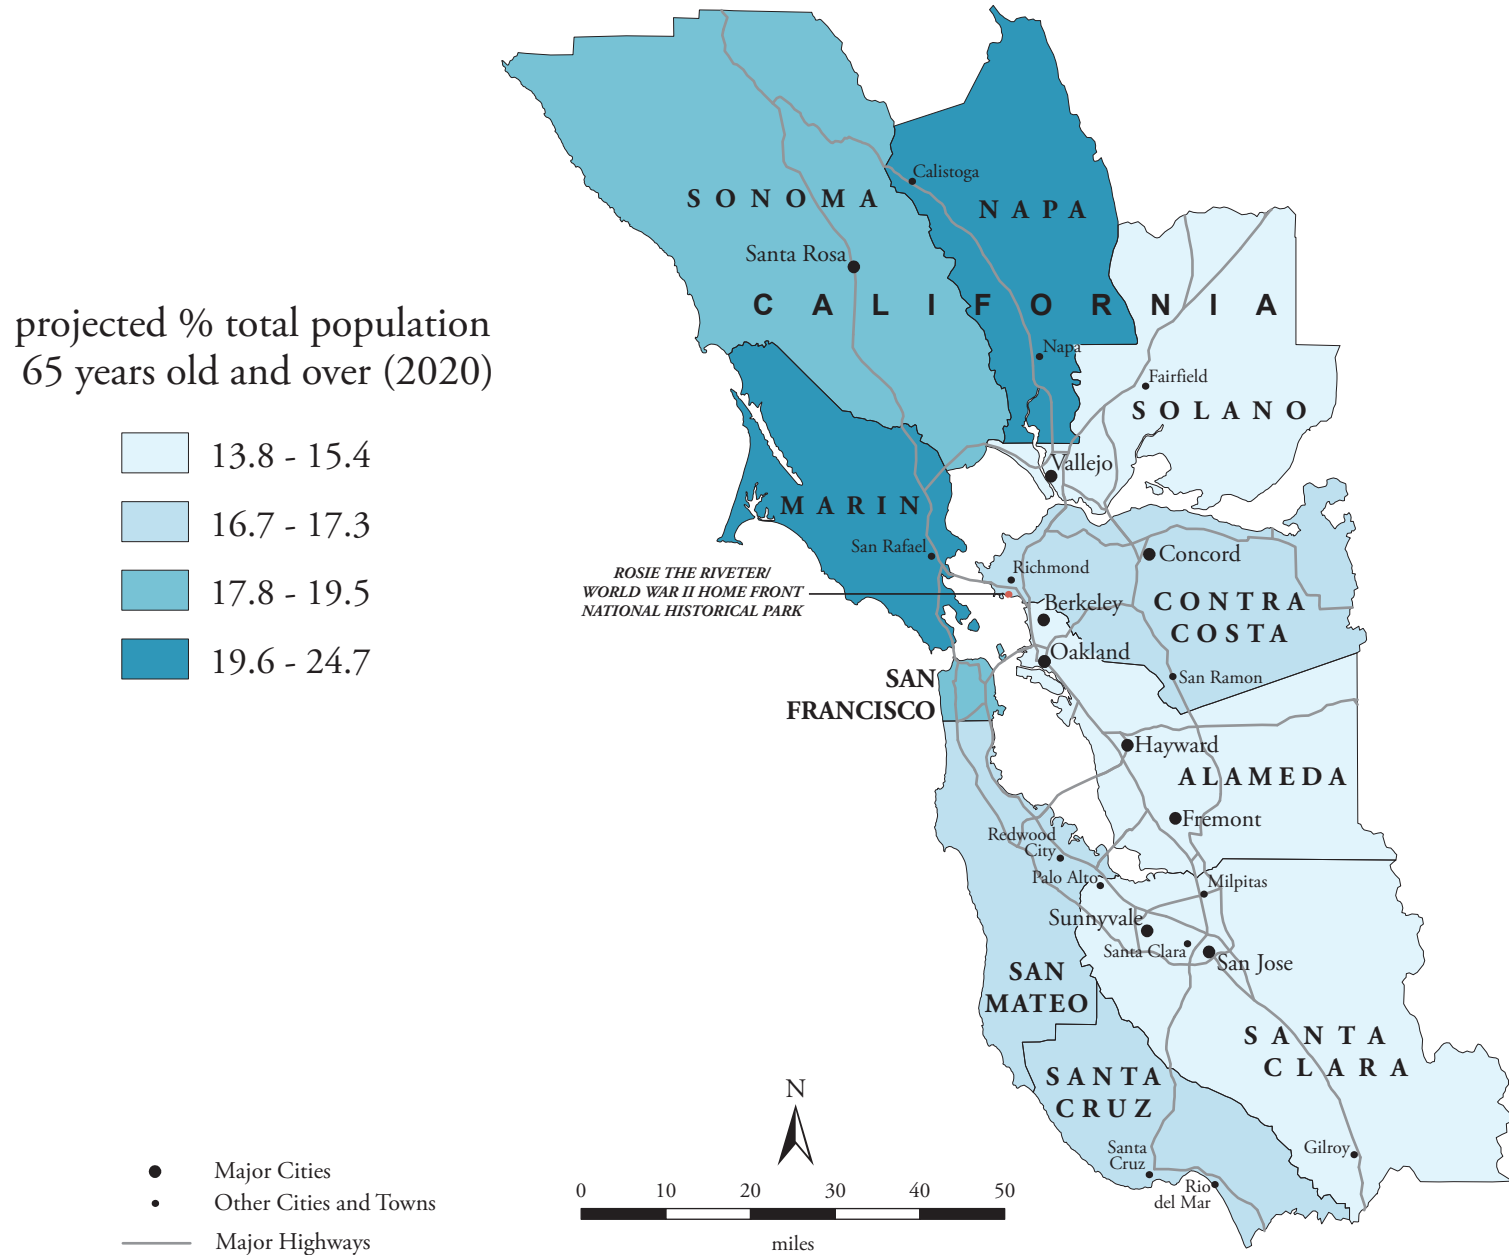 projected % total population
65 years old and over (2020)
13.8 - 15.4
16.7 - 17.3
17.8 - 19.5
19.6 - 24.7
Calistoga
SONOMA
NAPA
Santa Rosa
CALIFORNIA
Napa
Fairfield
SOLANO
Vallejo
MARIN
San Rafael
Concord
ROSIE THE RIVETER/
WORLD WAR II HOME FRONT
NATIONAL HISTORICAL PARK
Richmond
Berkeley
CONTRA
COSTA
Oakland
San Ramon
SAN
FRANCISCO
Hayward
ALAMEDA
Fremont
Redwood
City
Palo Alto
Milpitas
Sunnyvale
Santa Clara
San Jose
SAN
MATEO
SANTA
CLARA
SANTA
CRUZ
Santa
Cruz
Rio
del Mar
Gilroy
N
0 10 20 30 40 50
miles
Major Cities
Other Cities and Towns
Major Highways